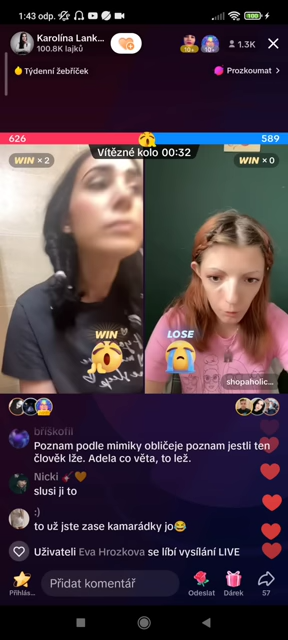 1:43 odp.
Karolína Lank...
100.8K lajků
10+
10+
1.3K
Týdenní žebříček
Prozkoumat >
626
589
WIN × 2
Vítězné kolo 00:32
WIN × 0
WIN
LOSE
shopaholic...
briškofil
Poznam podle mimiky obličeje poznam jestli ten
člověk lže. Adela co věta, to lež.
Nicki
slusi ji to
:)
to už jste zase kamarádky jo😂
Uživateli Eva Hrozkova se líbí vysílání LIVE
Přihlás...
Přidat komentář
Odeslat
Dárek
57